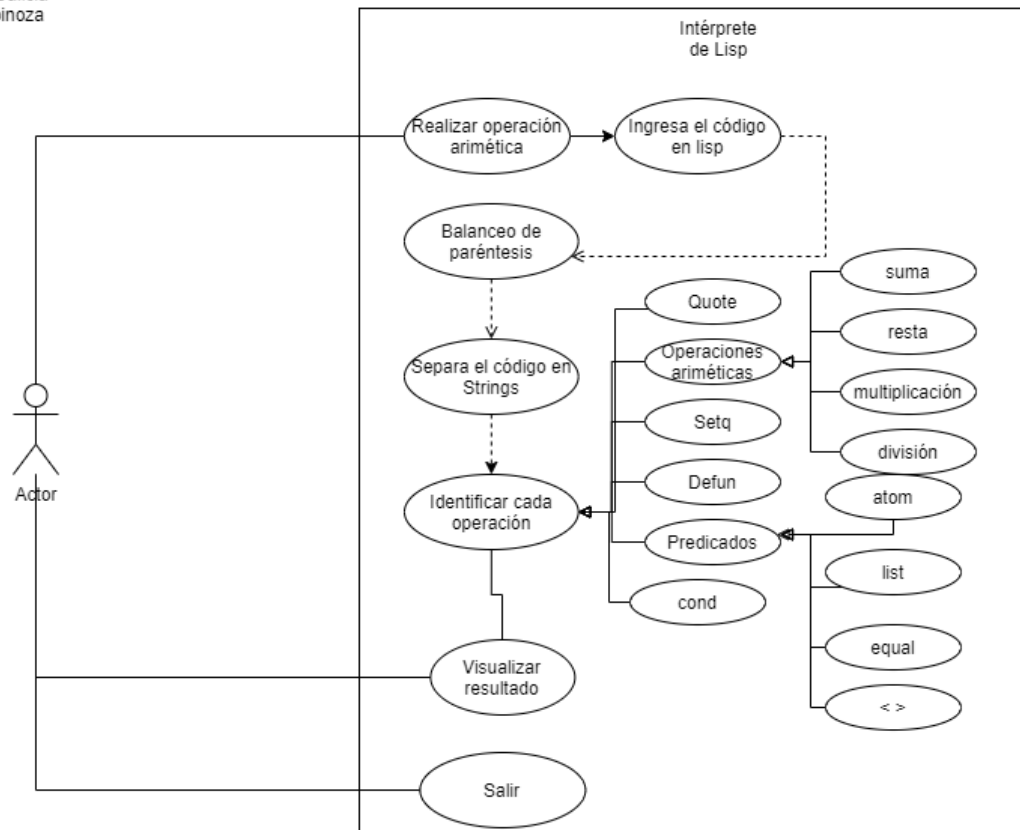 inoza
Intérprete
de Lisp
Realizar operación
arimética
Ingresa el código
en lisp
Balanceo de
paréntesis
suma
Quote
resta
Operaciones
ariméticas
Separa el código en
Strings
multiplicación
Setq
división
Actor
Defun
atom
Identificar cada
operación
Predicados
list
cond
equal
Visualizar
resultado
< >
Salir